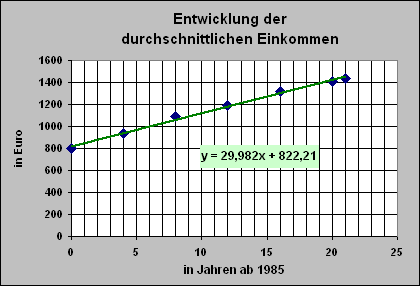 Entwicklung der
durchschnittlichen Einkommen
1600
1400
1200
1000
800
600
400
200
0
in Euro
y = 29,982x + 822,21
0 5 10 15 20 25
in Jahren ab 1985